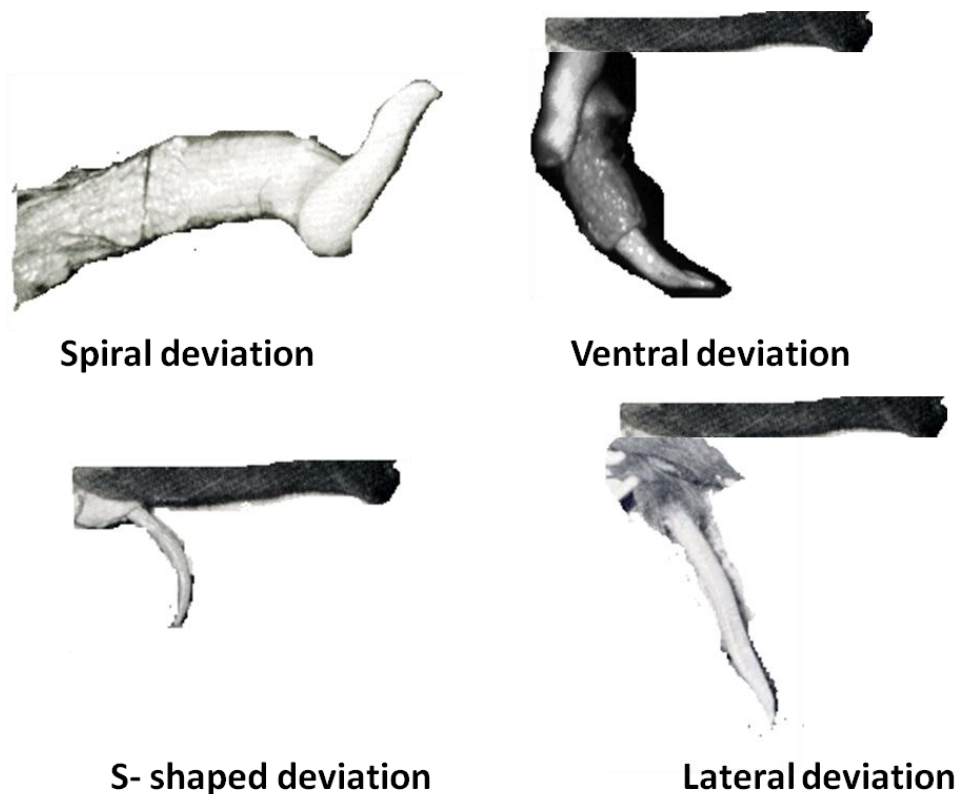 Spiral deviation
Ventral deviation
S- shaped deviation
Lateral deviation